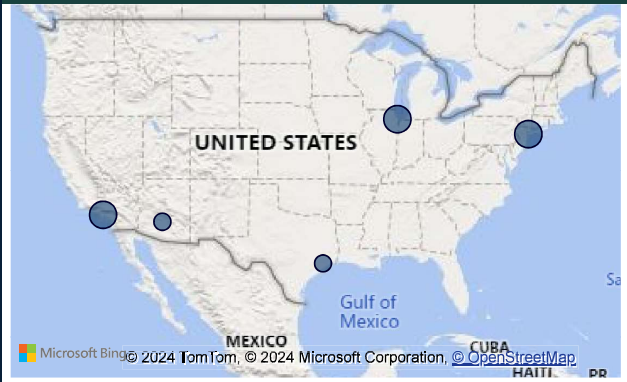 UNITED STATES
Gulf of
Mexico
Sa
Microsoft Bing
MEXICO
© 2024 TomTom, © 2024 Microsoft Corporation, © OpenStreetMap
CUBA
HAITI
PR